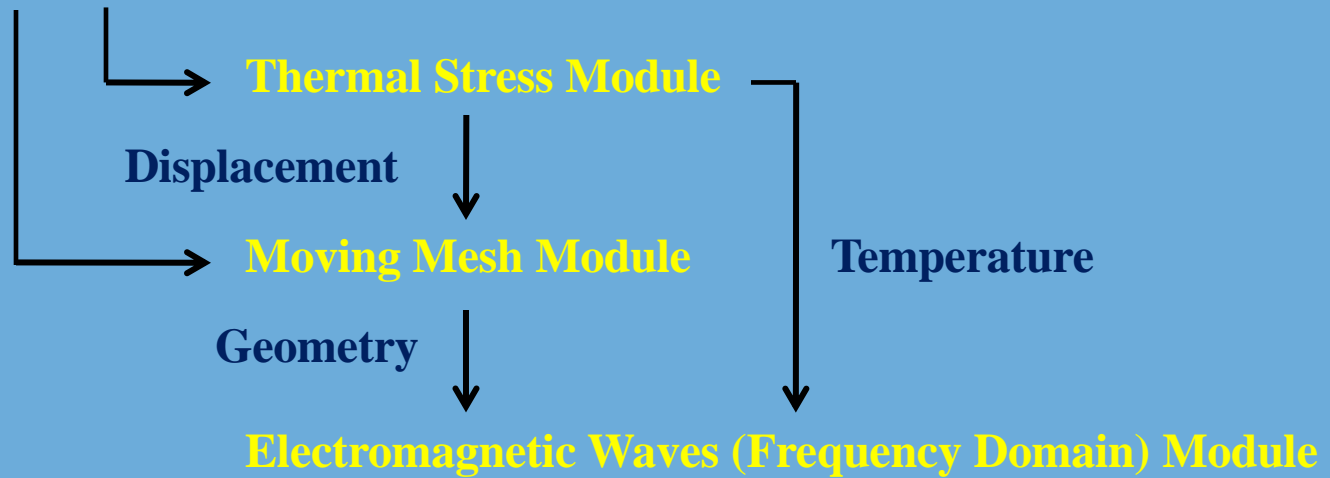 Thermal Stress Module
Displacement
Moving Mesh Module
Temperature
Geometry
Electromagnetic Waves (Frequency Domain) Module